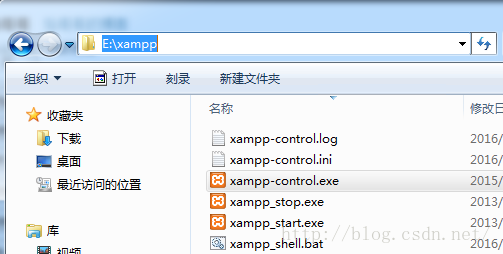 E:\xampp
组织 打开 刻录 新建文件夹
收藏夹
下载
桌面
最近访问的位置
库
视频
名称 修改日
xampp-control.log 2016/
xampp-control.ini 2016/
xampp-control.exe 2015/
xampp_stop.exe 2013/
xampp_start.exe 2013/
xampp_shell.bat 2016/
http://blog.csdn.net/